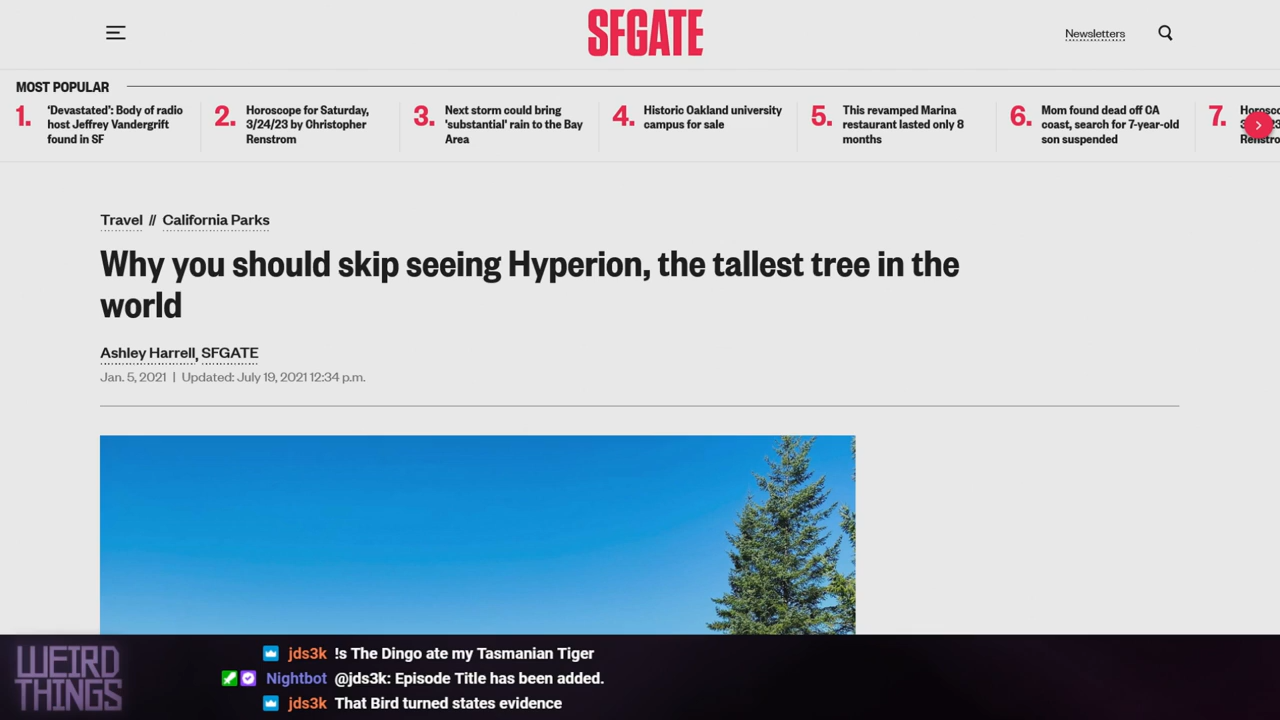 SFGATE
Newsletters
MOST POPULAR
1.
'Devastated': Body of radio
host Jeffrey Vandergrift
found in SF
2.
Horoscope for Saturday,
3/24/23 by Christopher
Renstrom
3.
Next storm could bring
'substantial' rain to the Bay
Area
4.
Historic Oakland university
campus for sale
5.
This revamped Marina
restaurant lasted only 8
months
6.
Mom found dead off CA
coast, search for 7-year-old
son suspended
7.
Travel // California Parks
Why you should skip seeing Hyperion, the tallest tree in the
world
Ashley Harrell, SFGATE
Jan. 5, 2021 | Updated: July 19, 2021 12:34 p.m.
WEIRD
THINGS
jds3k !s The Dingo ate my Tasmanian Tiger
Nightbot @jds3k: Episode Title has been added.
jds3k That Bird turned states evidence